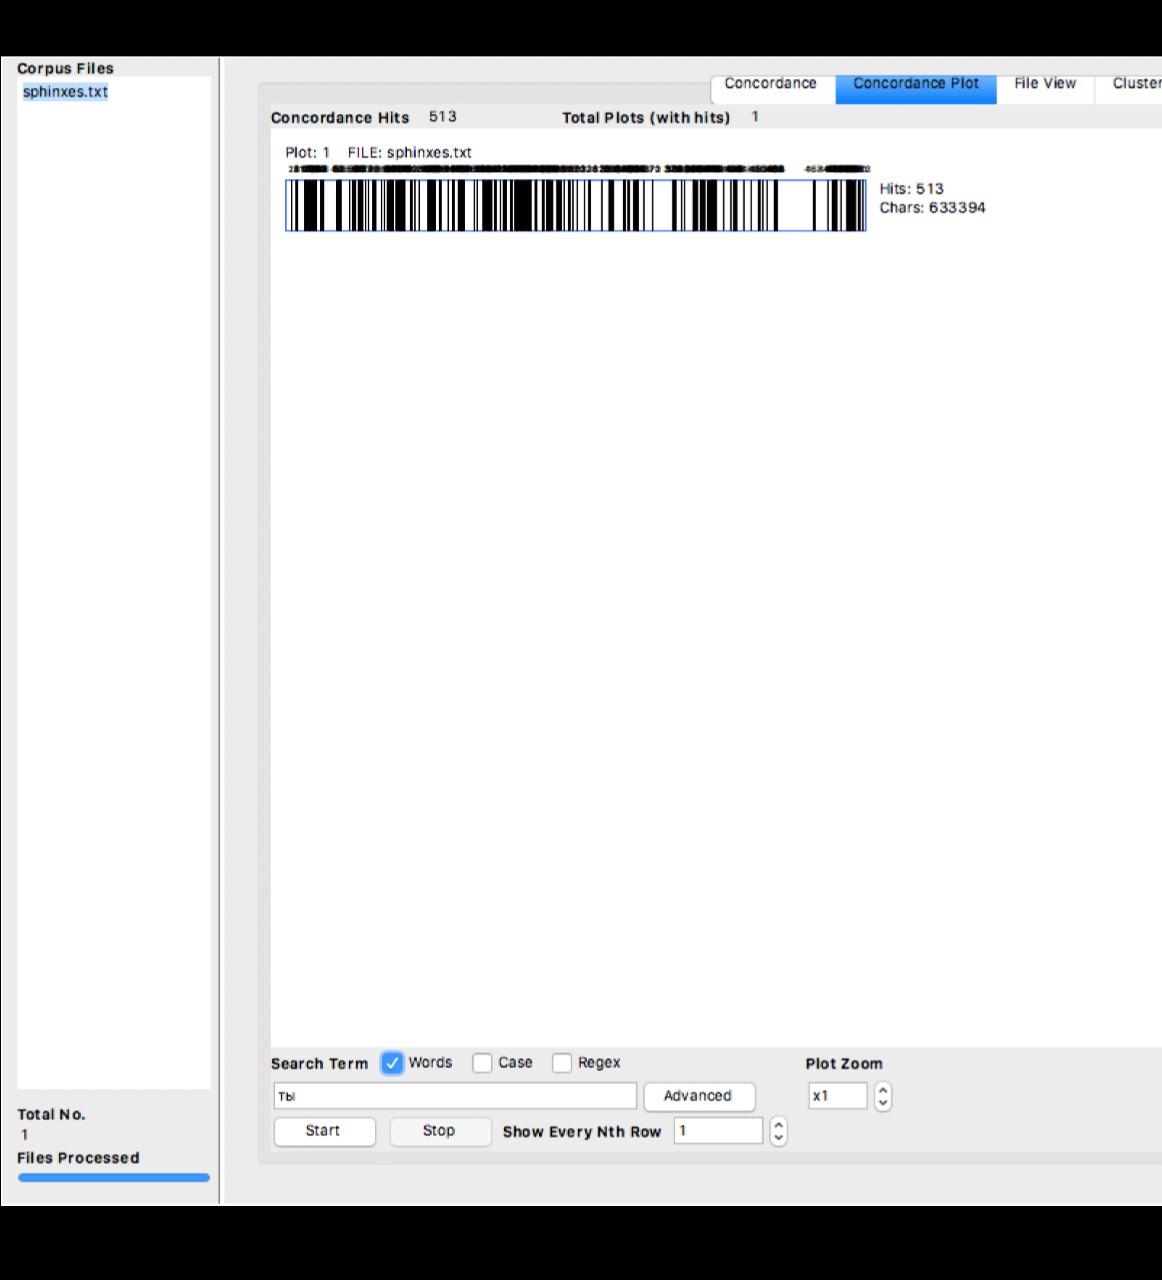 Corpus Files
sphinxes.txt
Concordance
Concordance Plot
File View
Cluster
Concordance Hits 513 Total Plots (with hits) 1
Plot: 1 FILE: sphinxes.txt
Hits: 513
Chars: 633394
Search Term Words Case Regex Plot Zoom
ты Advanced x1
Start Stop Show Every Nth Row 1
Total No.
1
Files Processed